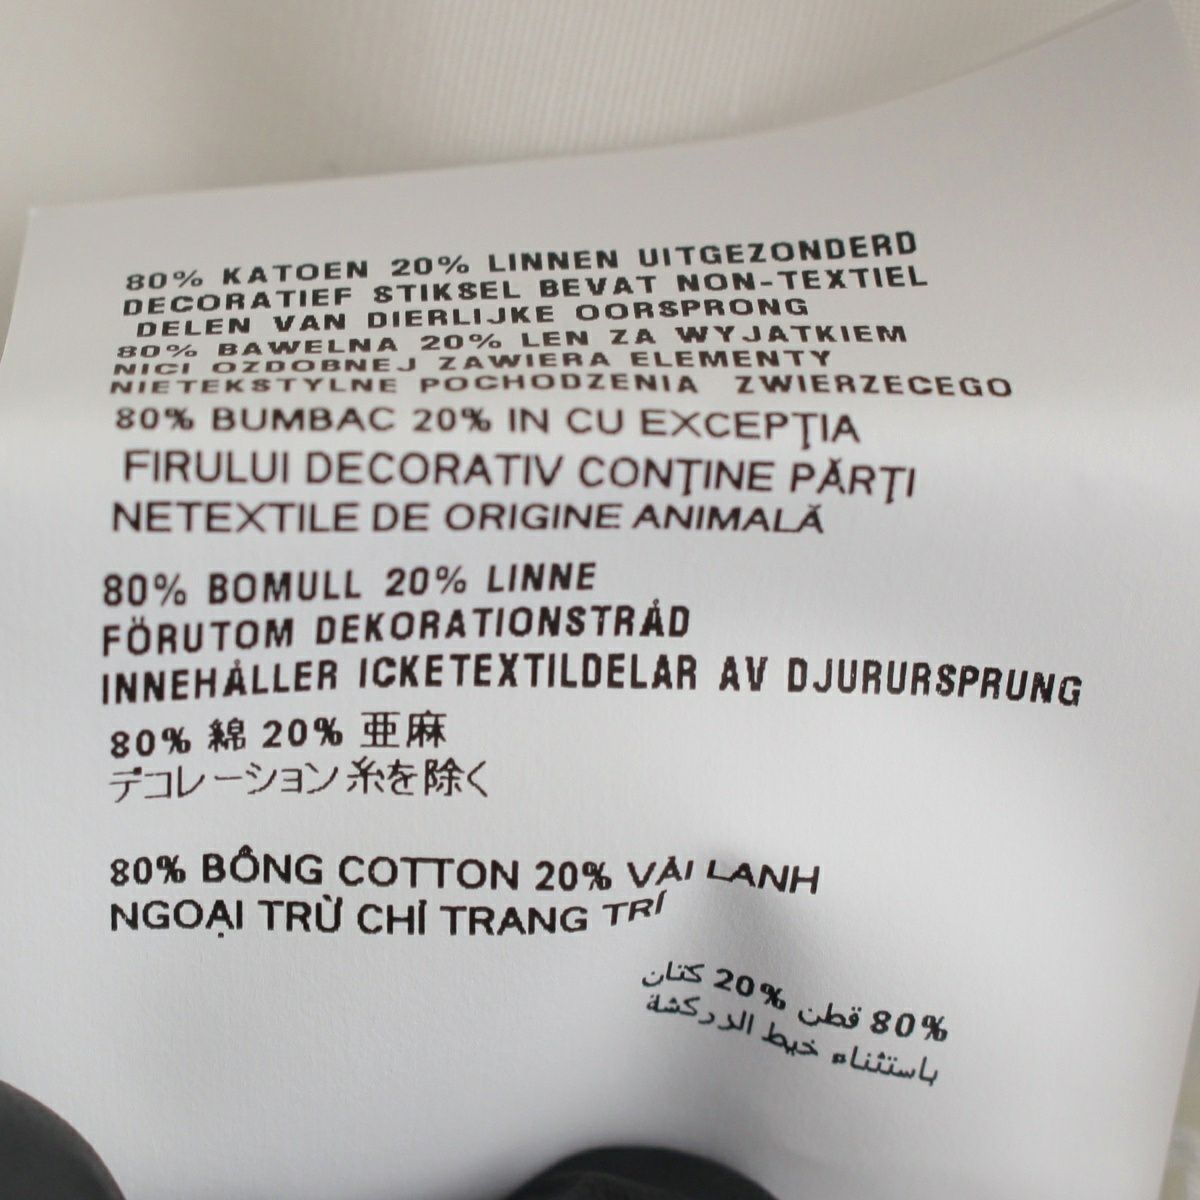 80% KATOEN 20% LINNEN UITGEZONDERD
DECORATIEF STIKSEL BEVAT NON-TEXTIEL
DELEN VAN DIERLIJKE OORSPRONG
80% BAWEŁNA 20% LEN ZA WYJATKIEM
NICI OZDOBNEJ ZAWIERA ELEMENTY
NIETEKSTYLNE POCHODZENIA ZWIERZECEGO
80% BUMBAC 20% IN CU EXCEPŢIA
FIRULUI DECORATIV CONŢINE PĂRŢI
NETEXTILE DE ORIGINE ANIMALĂ
80% BOMULL 20% LINNE
FÖRUTOM DEKORATIONSTRÅD
INNEHÅLLER ICKETEXTILDELAR AV DJURURSPRUNG
80% 綿 20% 亜麻
デコレーション糸を除く
80% BÔNG COTTON 20% VẢI LANH
NGOẠI TRỪ CHỈ TRANG TRÍ
80% قطن 20% كتان
باستثناء خيط الدركشة